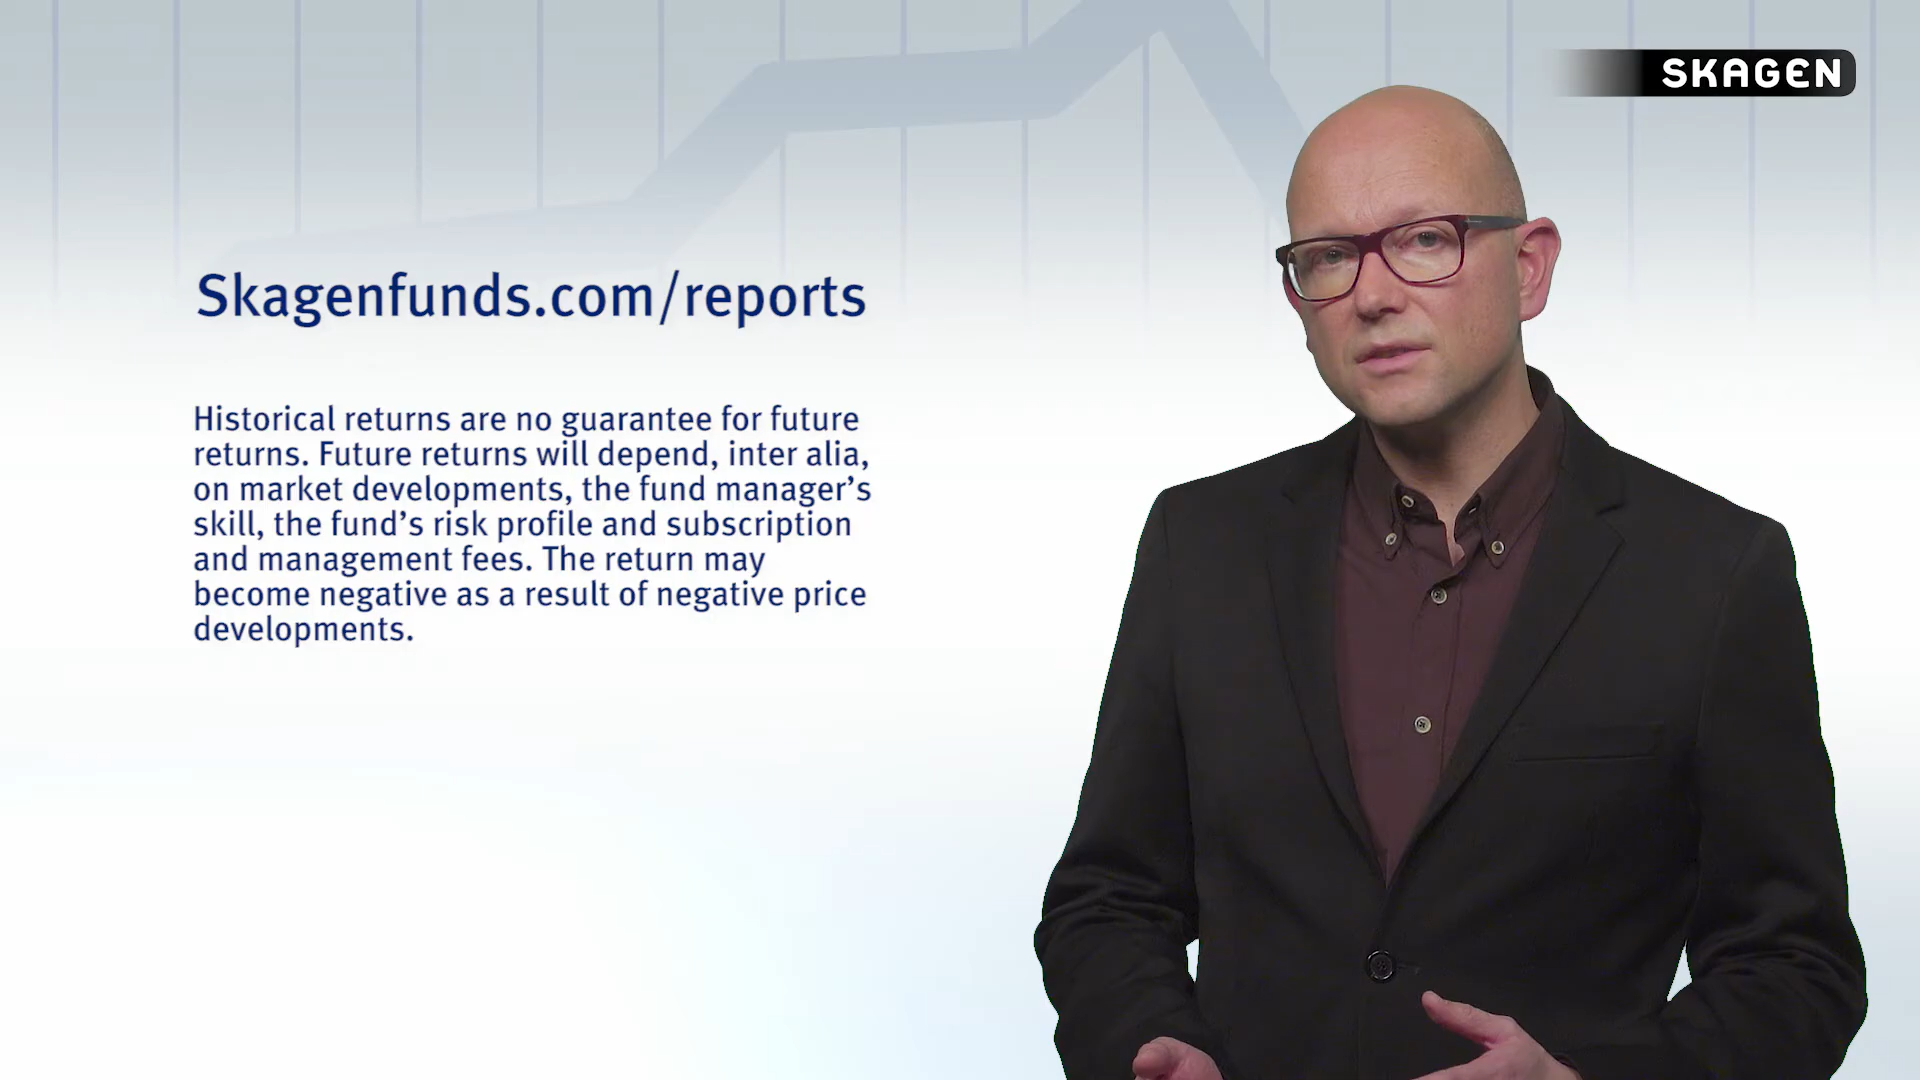 SKAGEN
Skagenfunds.com/reports
Historical returns are no guarantee for future
returns. Future returns will depend, inter alia,
on market developments, the fund manager’s
skill, the fund’s risk profile and subscription
and management fees. The return may
become negative as a result of negative price
developments.